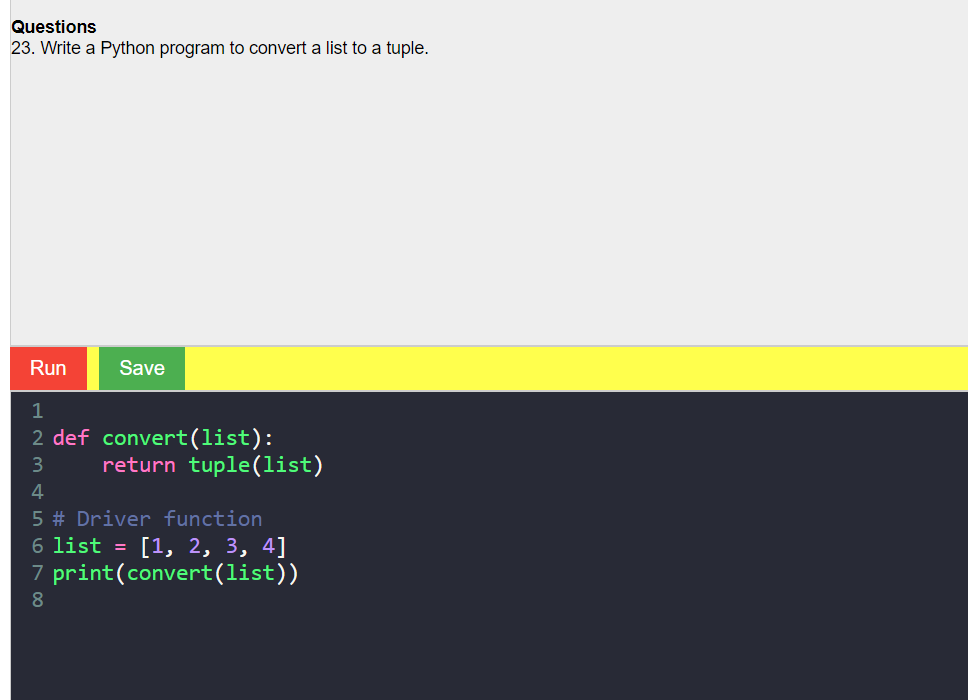 Questions
23. Write a Python program to convert a list to a tuple.
Run Save
1
2 def convert(list):
3     return tuple(list)
4
5 # Driver function
6 list = [1, 2, 3, 4]
7 print(convert(list))
8